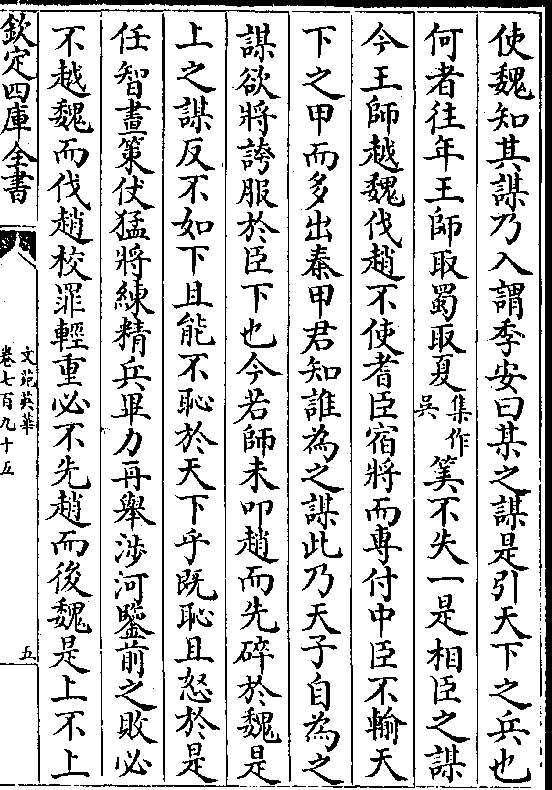 使魏知其謀乃入謂季安曰某之謀是引天下之兵也
何者往年王師取蜀取夏集作吳筭不失一是相臣之謀
今王師越魏伐趙不使耆臣宿將而専付中臣不輸天
下之甲而多出秦甲君知誰為之謀此乃天子自為之
謀欲將誇服於臣下也今若師未叩趙而先碎於魏是
上之謀反不如下且能不恥於天下乎既恥且怒於是
任智畫策仗猛將練精兵畢力再舉涉河鑒前之敗必
不越魏而伐趙校罪輕重必不先趙而後魏是上不上
欽定四庫全書
文苑英華
卷七百九十五
五